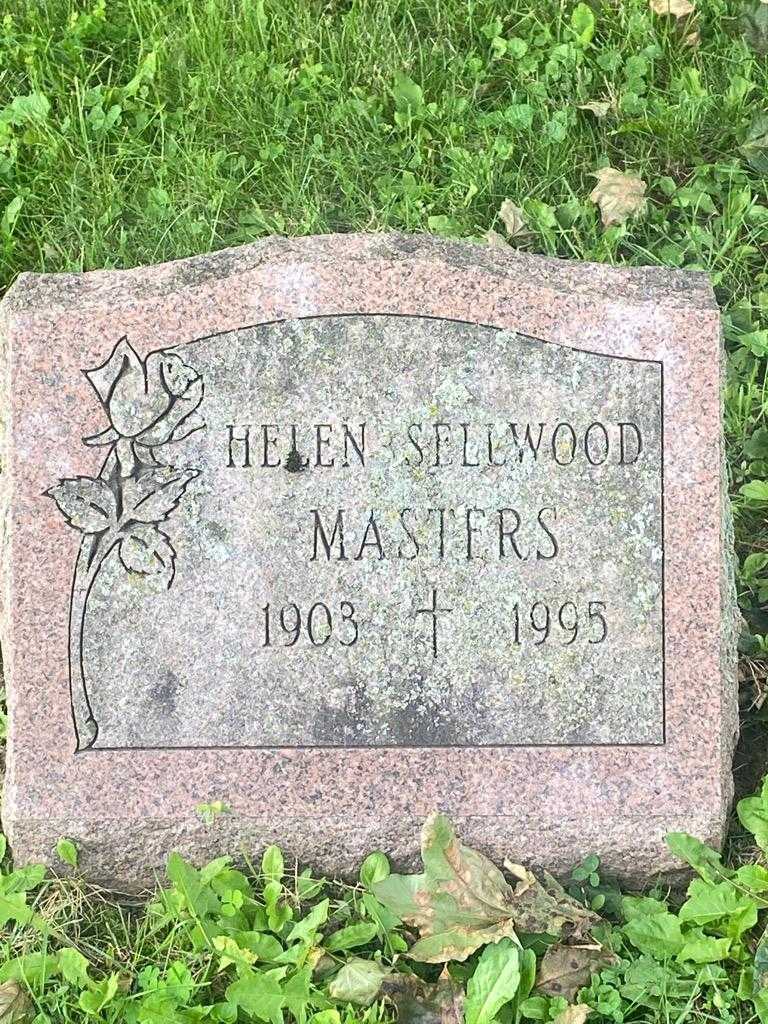 HELEN SELLWOOD
MASTERS
1903 † 1995